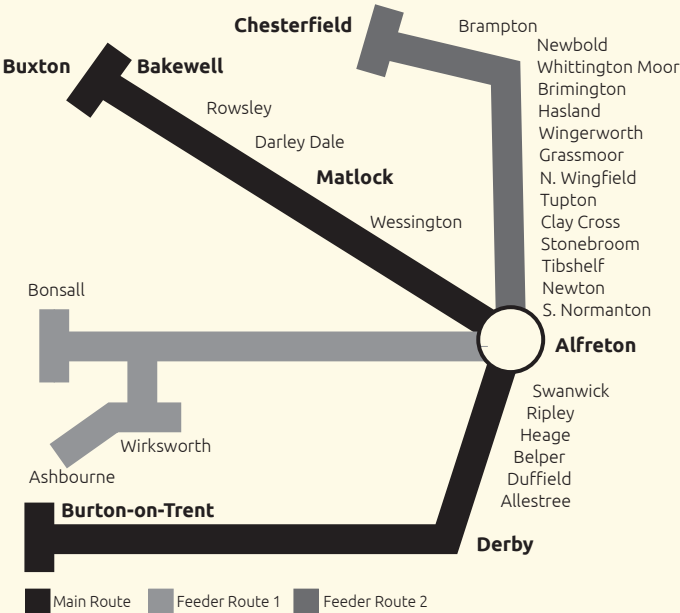 Chesterfield
Brampton
Newbold
Whittington Moor
Brimington
Hasland
Wingerworth
Grassmoor
N. Wingfield
Tupton
Clay Cross
Stonebroom
Tibshelf
Newton
S. Normanton
Buxton
Bakewell
Rowsley
Darley Dale
Matlock
Wessington
Bonsall
Alfreton
Wirksworth
Ashbourne
Swanwick
Ripley
Heage
Belper
Duffield
Allestree
Burton-on-Trent
Derby
Main Route
Feeder Route 1
Feeder Route 2